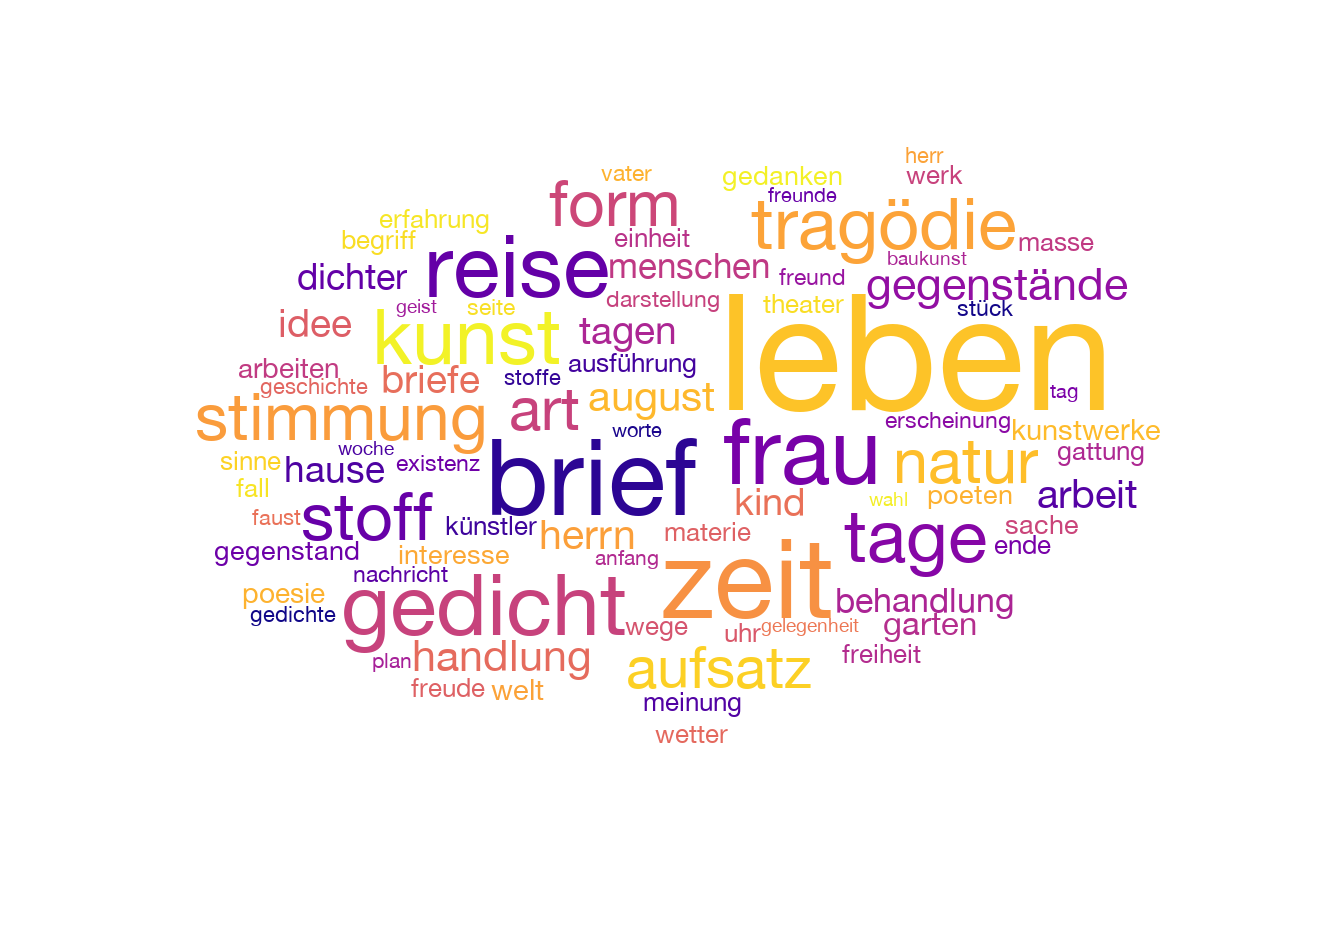 herr
vater
gedanken
werk
freunde
form
tragödie
erfahrung
begriff
einheit
masse
reise
menschen
baukunst
dichter
freund
gegenstände
darstellung
geist
seite
theater
stück
idee
kunst
tagen
leben
arbeiten
ausführung
geschichte
briefe
stoffe
tag
stimmung
art
august
erscheinung
worte
kunstwerke
woche
frau
gattung
sinne
hause
existenz
brief
natur
fall
kind
wahl
poeten
arbeit
faust
stoff
künstler
herrn
materie
tage
sache
gegenstand
interesse
anfang
ende
nachricht
zeit
poesie
gedichte
gedicht
behandlung
wege
uhr
gelegenheit
garten
plan
handlung
aufsatz
freiheit
freude
welt
meinung
wetter